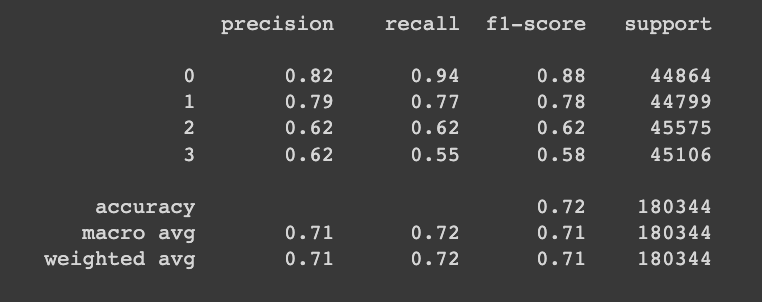 precision recall f1-score support
0 0.82 0.94 0.88 44864
1 0.79 0.77 0.78 44799
2 0.62 0.62 0.62 45575
3 0.62 0.55 0.58 45106
accuracy 0.72 180344
macro avg 0.71 0.72 0.71 180344
weighted avg 0.71 0.72 0.71 180344